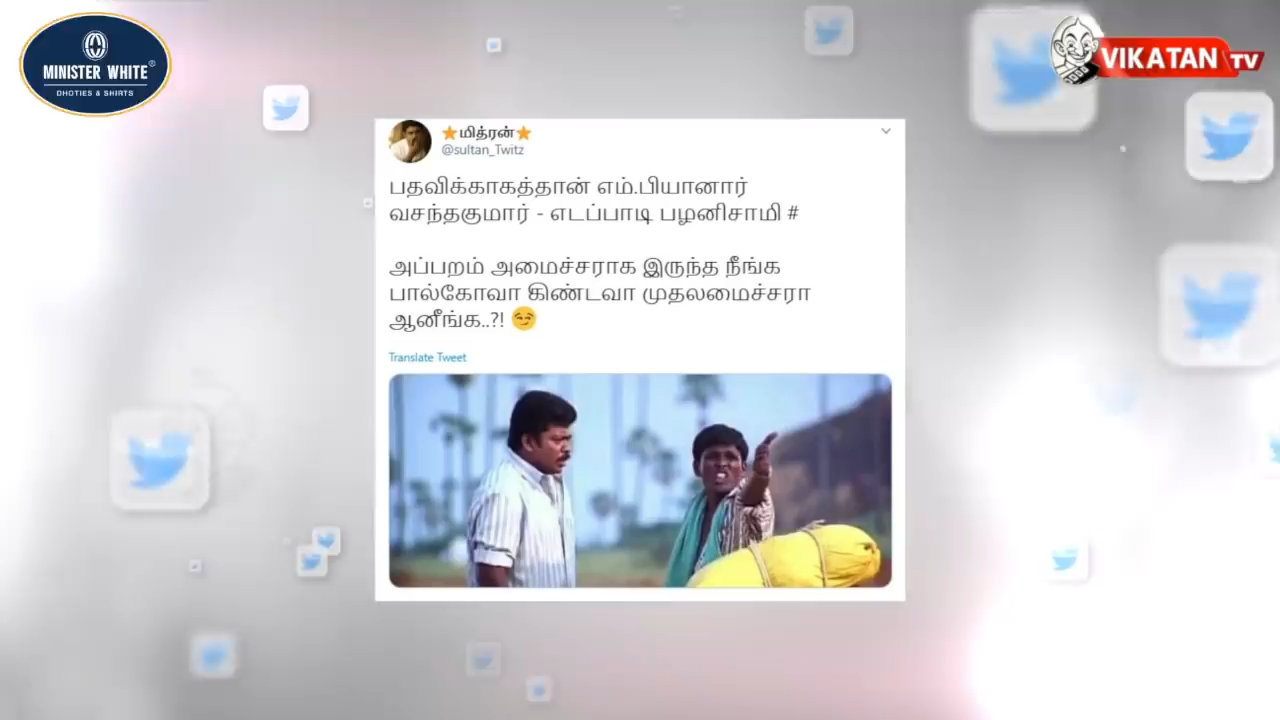 MINISTER WHITE
DHOTIES & SHIRTS
VIKATAN TV
மித்ரன்
@sultan_Twitz
பதவிக்காகத்தான் எம்.பியானார்
வசந்தகுமார் - எடப்பாடி பழனிசாமி #
அப்பறம் அமைச்சராக இருந்த நீங்க
பால்கோவா கிண்டவா முதலமைச்சரா
ஆனீங்க..?! 😏
Translate Tweet